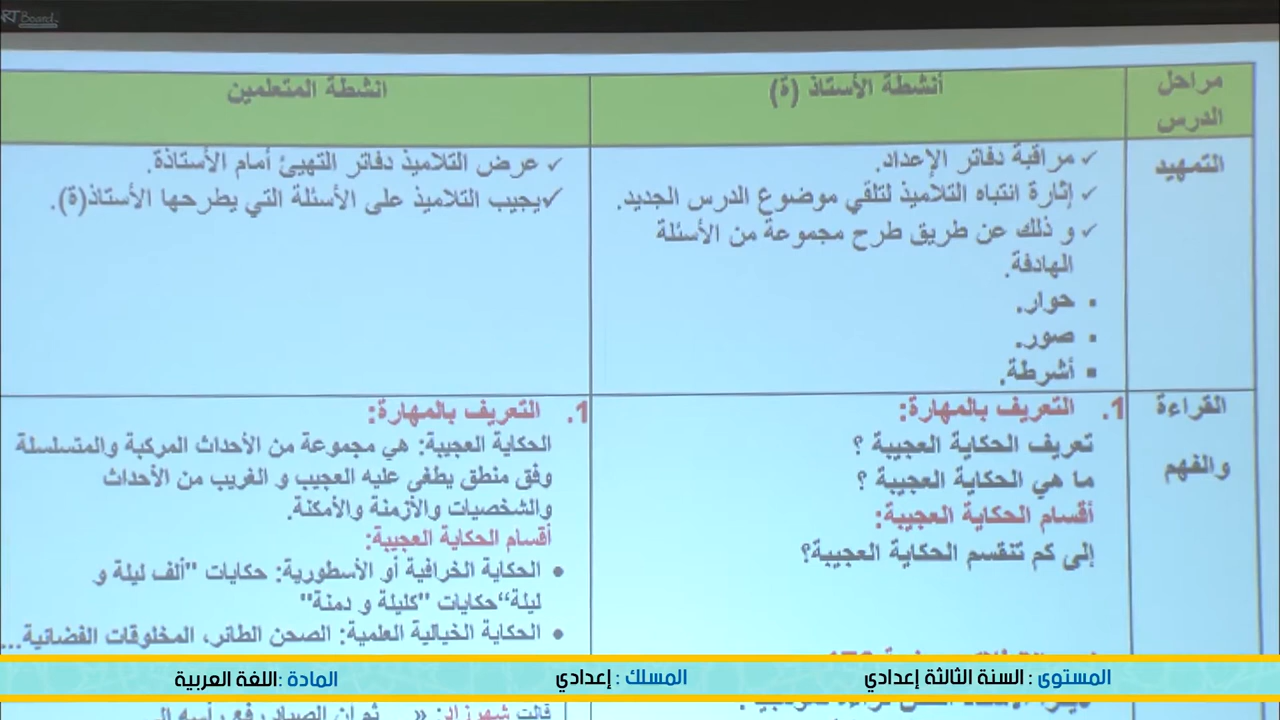 Board
مراحل
الدرس
أنشطة الأستاذ (ة)
انشطة المتعلمين
التمهيد
✓ مراقبة دفاتر الإعداد.
✓ إثارة انتباه التلاميذ لتلقي موضوع الدرس الجديد.
✓ و ذلك عن طريق طرح مجموعة من الأسئلة
الهادفة.
▪ حوار.
▪ صور.
▪ أشرطة.
✓ عرض التلاميذ دفاتر التهيئ أمام الأستاذة.
✓ يجيب التلاميذ على الأسئلة التي يطرحها الأستاذ(ة).
القراءة
والفهم
1. التعريف بالمهارة:
تعريف الحكاية العجيبة ؟
ما هي الحكاية العجيبة ؟
أقسام الحكاية العجيبة:
إلى كم تنقسم الحكاية العجيبة؟
1. التعريف بالمهارة:
الحكاية العجيبة: هي مجموعة من الأحداث المركبة والمتسلسلة
وفق منطق يطغى عليه العجيب و الغريب من الأحداث
والشخصيات والأزمنة والأمكنة.
أقسام الحكاية العجيبة:
• الحكاية الخرافية أو الأسطورية: حكايات "ألف ليلة و
ليلة“حكايات "كليلة و دمنة"
• الحكاية الخيالية العلمية: الصحن الطائر، المخلوقات الفضائية...
المستوى : السنة الثالثة إعدادي
المسلك : إعدادي
المادة :اللغة العربية
قالت شهرزاد: «